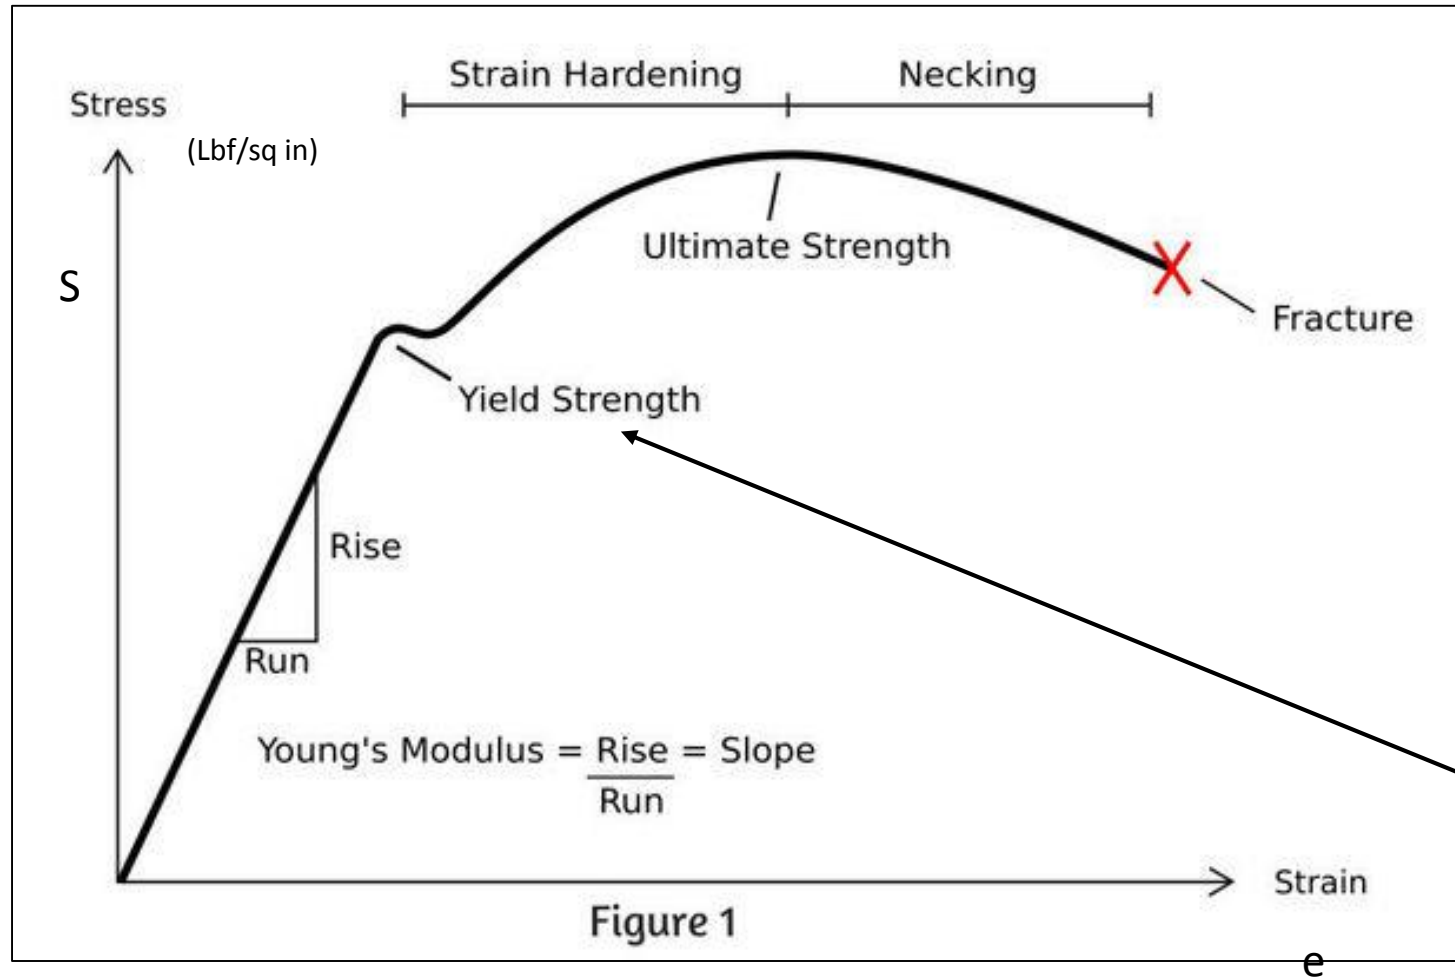 Strain Hardening
Necking
Stress
(Lbf/sq in)
Ultimate Strength
S
Fracture
Yield Strength
Rise
Run
Young's Modulus = Rise = Slope
Run
Strain
Figure 1
e